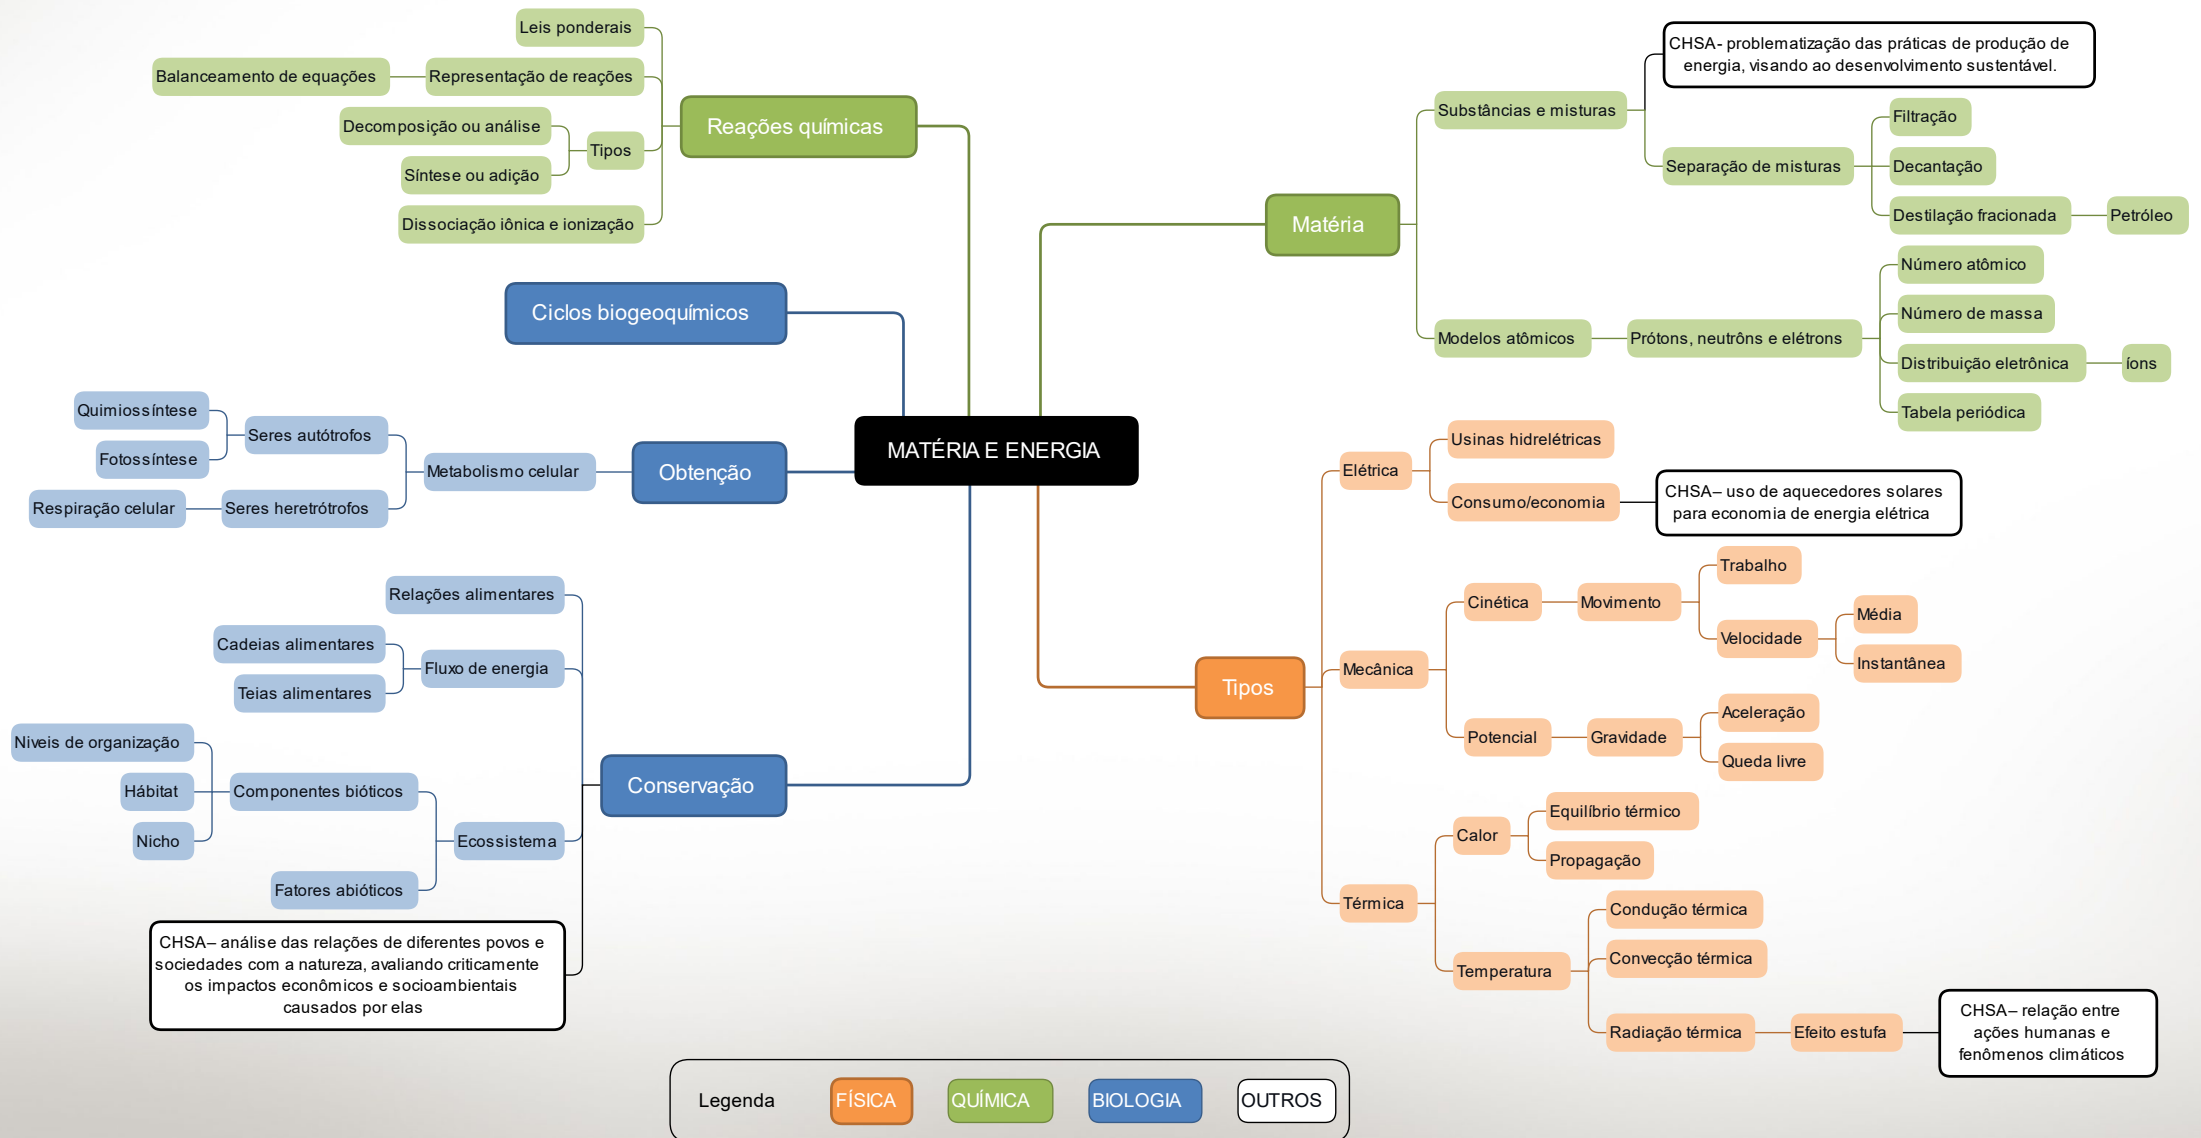 Leis ponderais
Balanceamento de equações
Representação de reações
Decomposição ou análise
Tipos
Síntese ou adição
Dissociação iônica e ionização
Reações químicas
Ciclos biogeoquímicos
Quimiossíntese
Seres autótrofos
Fotossíntese
Metabolismo celular
Obtenção
Respiração celular
Seres heretrótrofos
MATÉRIA E ENERGIA
Relações alimentares
Cadeias alimentares
Fluxo de energia
Teias alimentares
Niveis de organização
Hábitat
Componentes bióticos
Nicho
Ecossistema
Fatores abióticos
Conservação
CHSA– análise das relações de diferentes povos e
sociedades com a natureza, avaliando criticamente
os impactos econômicos e socioambientais
causados por elas
CHSA- problematização das práticas de produção de
energia, visando ao desenvolvimento sustentável.
Substâncias e misturas
Filtração
Separação de misturas
Decantação
Destilação fracionada
Petróleo
Matéria
Número atômico
Número de massa
Modelos atômicos
Prótons, neutrôns e elétrons
Distribuição eletrônica
íons
Tabela periódica
Usinas hidrelétricas
Elétrica
Consumo/economia
CHSA– uso de aquecedores solares
para economia de energia elétrica
Trabalho
Cinética
Movimento
Velocidade
Média
Instantânea
Mecânica
Tipos
Aceleração
Potencial
Gravidade
Queda livre
Equilíbrio térmico
Calor
Propagação
Térmica
Condução térmica
Convecção térmica
Temperatura
Radiação térmica
Efeito estufa
CHSA– relação entre
ações humanas e
fenômenos climáticos
Legenda
FÍSICA
QUÍMICA
BIOLOGIA
OUTROS